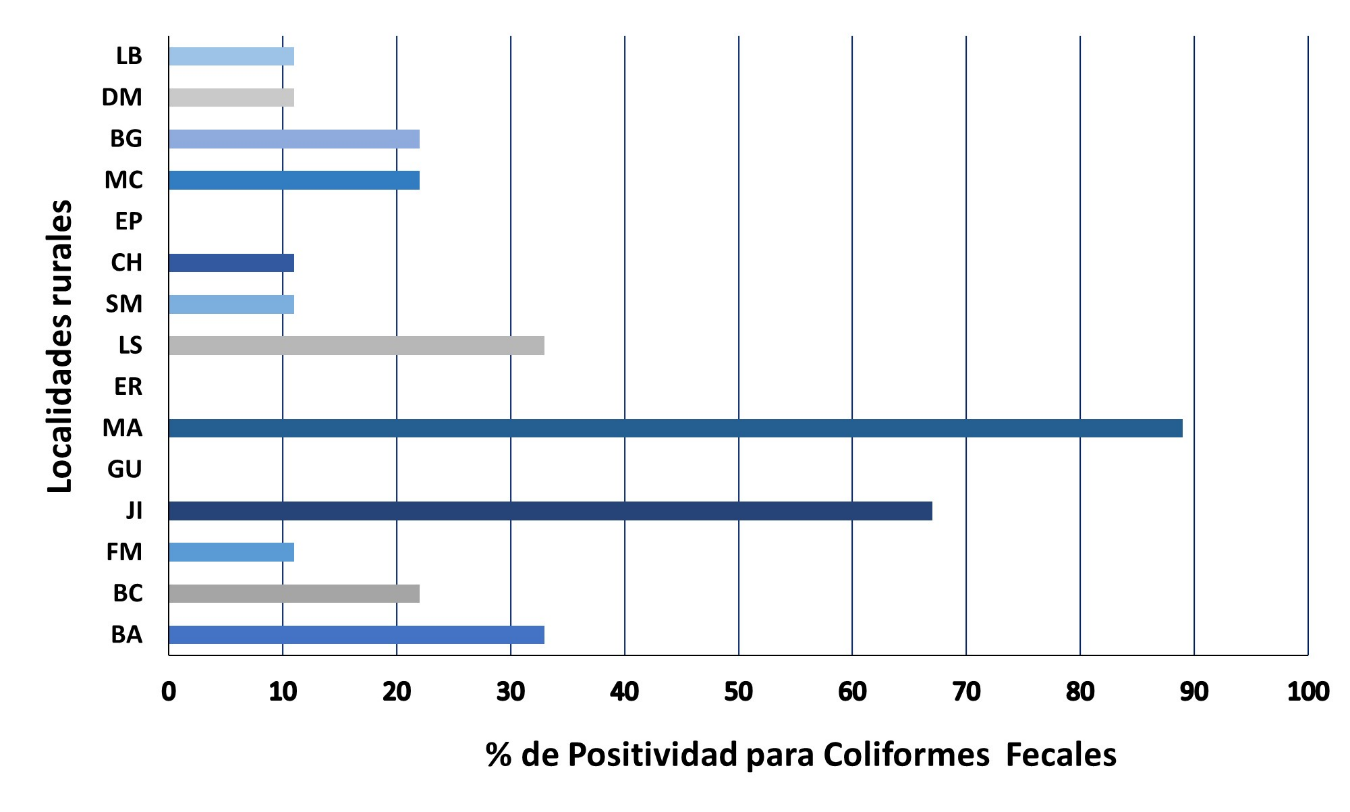 Localidades rurales
LB
DM
BG
MC
EP
CH
SM
LS
ER
MA
GU
JI
FM
BC
BA
0 10 20 30 40 50 60 70 80 90 100
% de Positividad para Coliformes Fecales